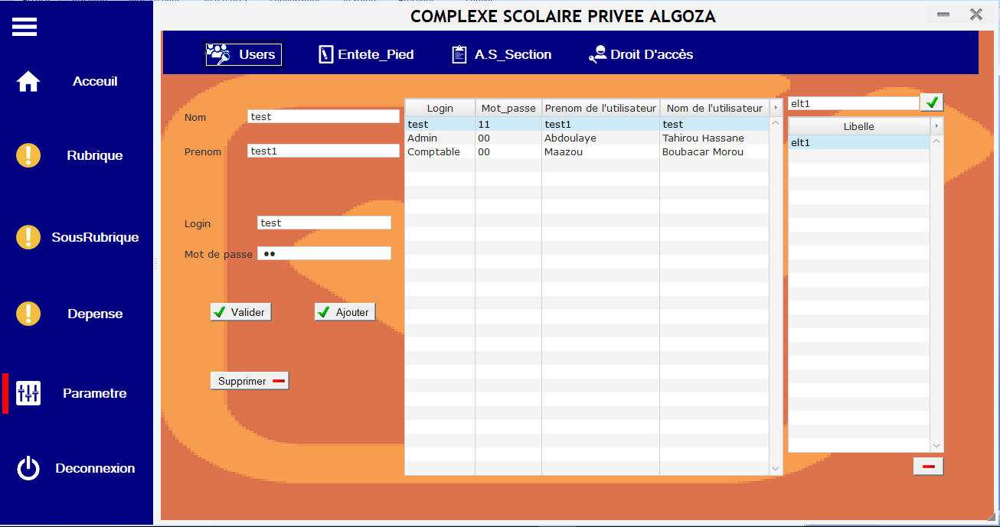 COMPLEXE SCOLAIRE PRIVEE ALGOZA
Users
Entete_Pied
A.S_Section
Droit D'accès
Acceuil
Rubrique
SousRubrique
Depense
Parametre
Deconnexion
Nom
test
Prenom
test1
Login
test
Mot de passe
Valider
Ajouter
Supprimer
Login Mot_passe Prenom de l'utilisateur Nom de l'utilisateur
test 11 test1 test
Admin 00 Abdoulaye Tahirou Hassane
Comptable 00 Maazou Boubacar Morou
elt1
Libelle
elt1